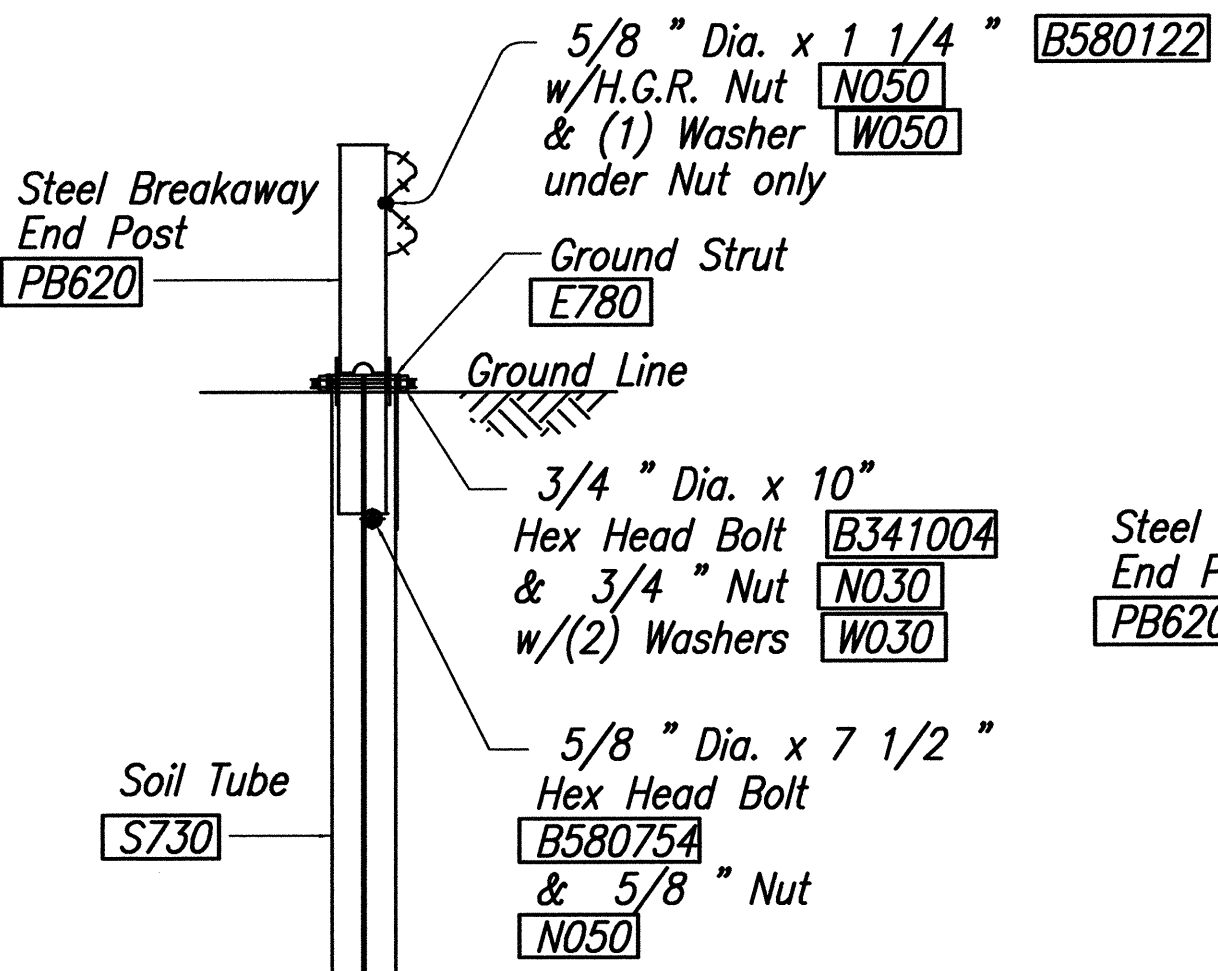 5/8 ” Dia. x 1 1/4 ” B580122
w/H.G.R. Nut N050
& (1) Washer W050
under Nut only
Steel Breakaway
End Post
PB620
Ground Strut
E780
Ground Line
3/4 ” Dia. x 10”
Hex Head Bolt B341004
& 3/4 ” Nut N030
w/(2) Washers W030
Steel
End P
PB620
5/8 ” Dia. x 7 1/2 ”
Hex Head Bolt
B580754
& 5/8 ” Nut
N050
Soil Tube
S730